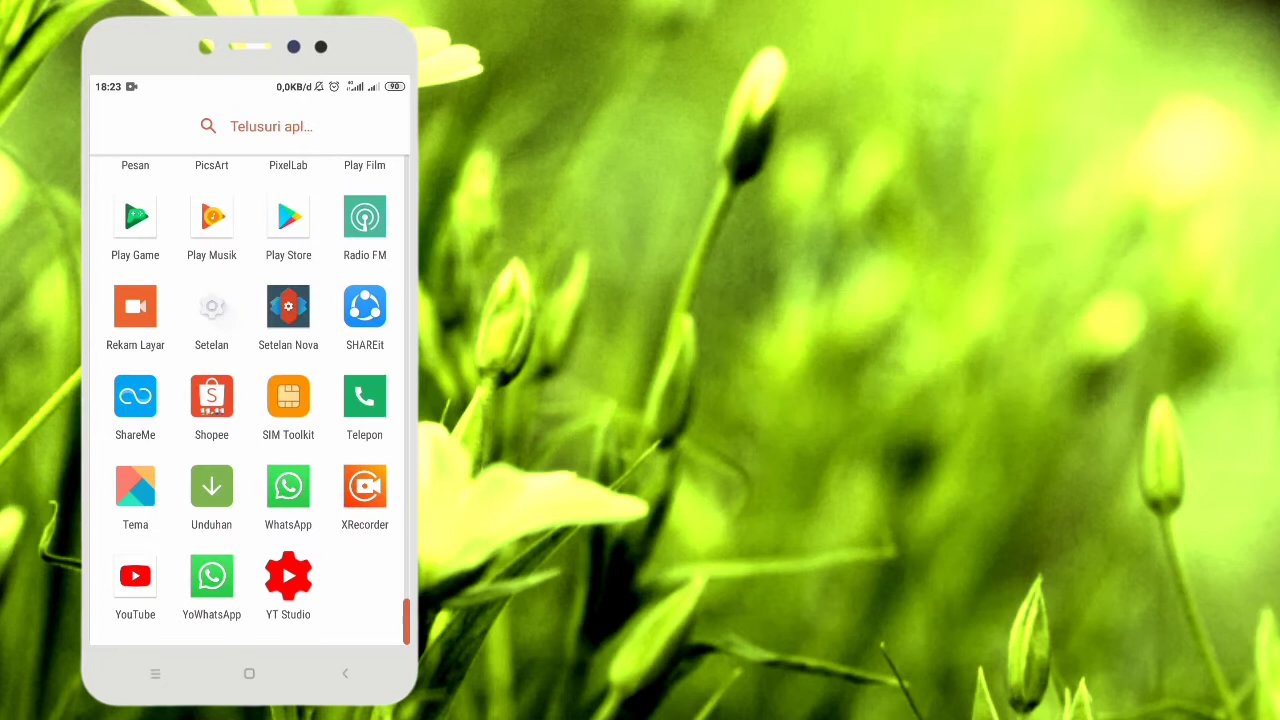 18:23 0,0KB/d 4G 90
Telusuri apl...
Pesan PicsArt PixelLab Play Film
Play Game Play Musik Play Store Radio FM
Rekam Layar Setelan Setelan Nova SHAREit
S
ShareMe Shopee SIM Toolkit Telepon
Tema Unduhan WhatsApp XRecorder
YouTube YoWhatsApp YT Studio